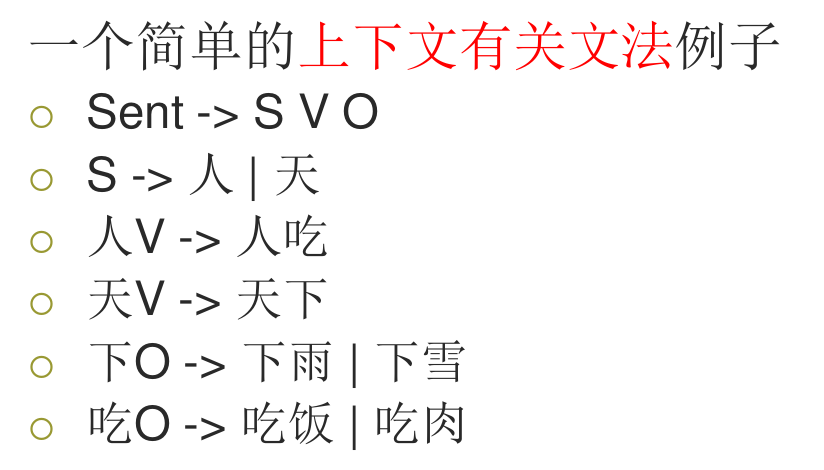 一个简单的上下文有关文法例子
Sent -> S V O
S -> 人 | 天
人V -> 人吃
天V -> 天下
下O -> 下雨 | 下雪
吃O -> 吃饭 | 吃肉